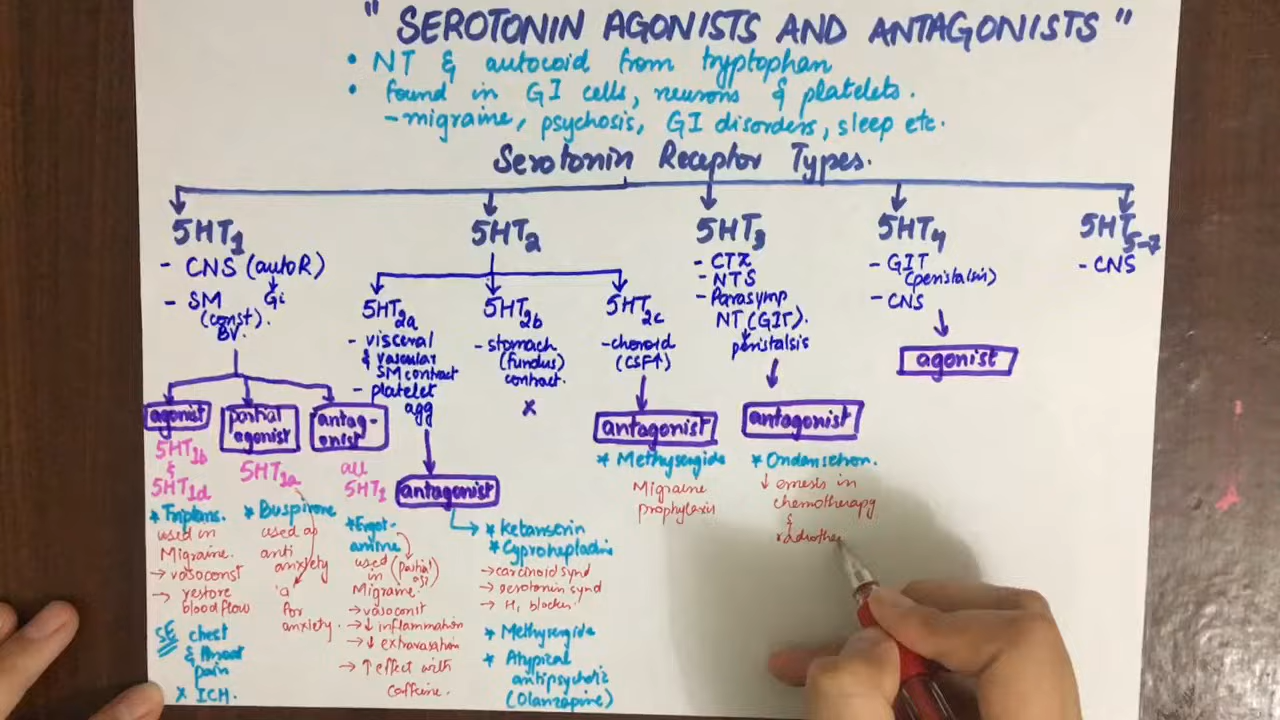 " SEROTONIN AGONISTS AND ANTAGONISTS "
• NT & autocoid from tryptophan
• found in GI cells, neurons & platelets.
-migraine, psychosis, GI disorders, sleep etc.
Serotonin Receptor Types.
5HT1
- CNS (autoR)
Gi
- SM
(const).
BV.
agonist
5HT1b
&
5HT1d
* Triptans.
used in
Migraine.
→ vasoconst
→ restore
blood flow
SE chest
& throat
pain
x ICH.
partial
agonist
5HT1a
* Buspirone
used as
anti
anxiety
'a'
for
anxiety.
antag-
onist
all
5HT1
* Ergot-
amine
used (partial
in
Migraine.
→ vasoconst
→ ↓ inflammation
→ ↓ extravasation
→ ↑ effect with
caffeine.
5HT2
5HT2a
- visceral
& vascular
SM contract
- platelet
agg
antagonist
* Ketanserin
* Cyproheptadin
→ carcinoid synd
→ serotonin synd
→ H1 blocker
* Methysergide
* Atypical
antipsychotic
(Olanzapine)
5HT2b
- stomach
(fundus)
contract.
x
5HT2c
- choroid
(CSF↑)
antagonist
* Methysergide
Migraine
prophylaxis
5HT3
- CTZ
- NTS
- Parasymp
NT (GIT).
peristalsis
antagonist
* Ondansetron.
↓ emesis in
chemotherapy
&
radiothe
5HT4
- GIT
(peristalsis)
- CNS
agonist
5HT5-7
- CNS